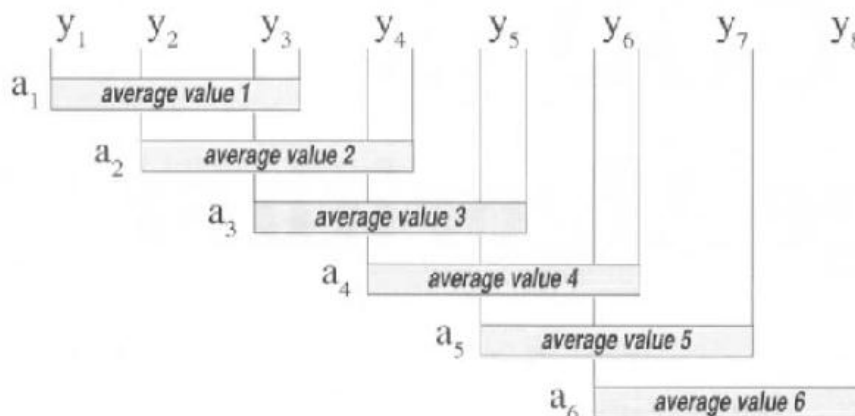 y₁ y₂ y₃ y₄ y₅ y₆ y₇ y₈
a₁ average value 1
a₂ average value 2
a₃ average value 3
a₄ average value 4
a₅ average value 5
a₆ average value 6